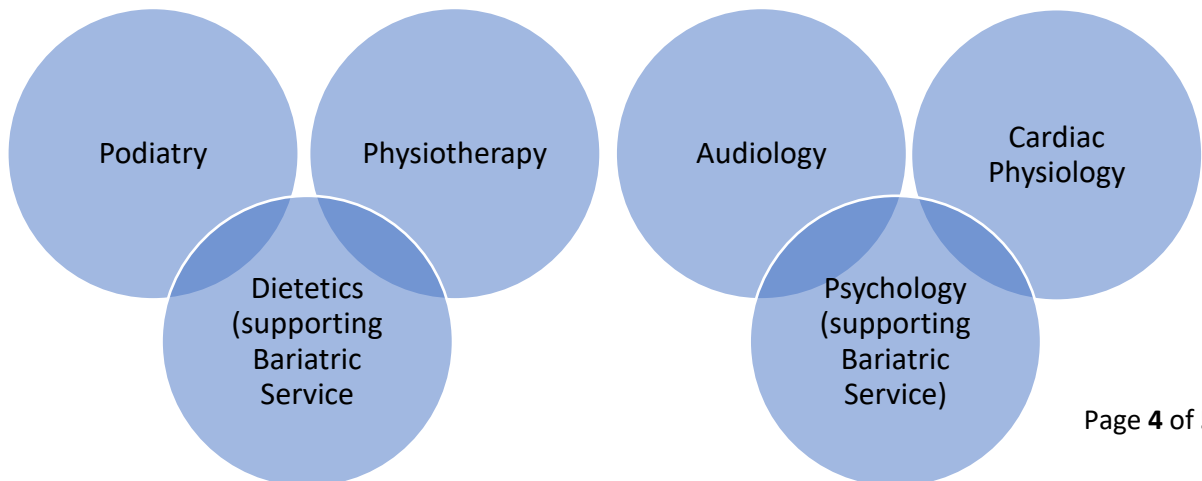 Podiatry
Physiotherapy
Dietetics
(supporting
Bariatric
Service
Audiology
Cardiac
Physiology
Psychology
(supporting
Bariatric
Service)
Page 4 of